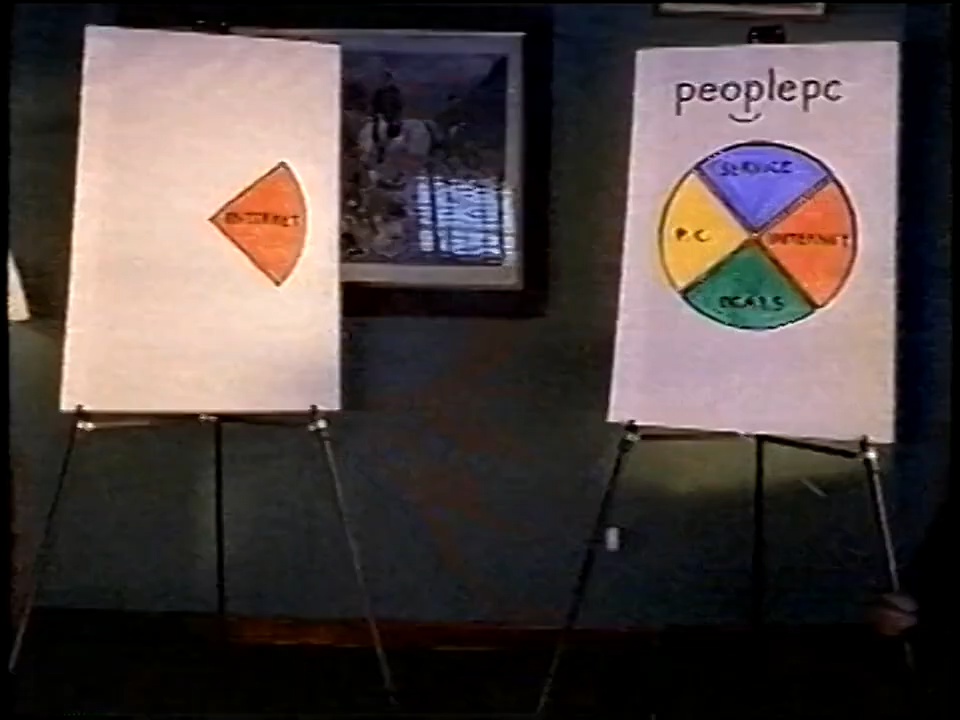 INTERNET
peoplepc
SERVICE
P.C.
INTERNET
DEALS